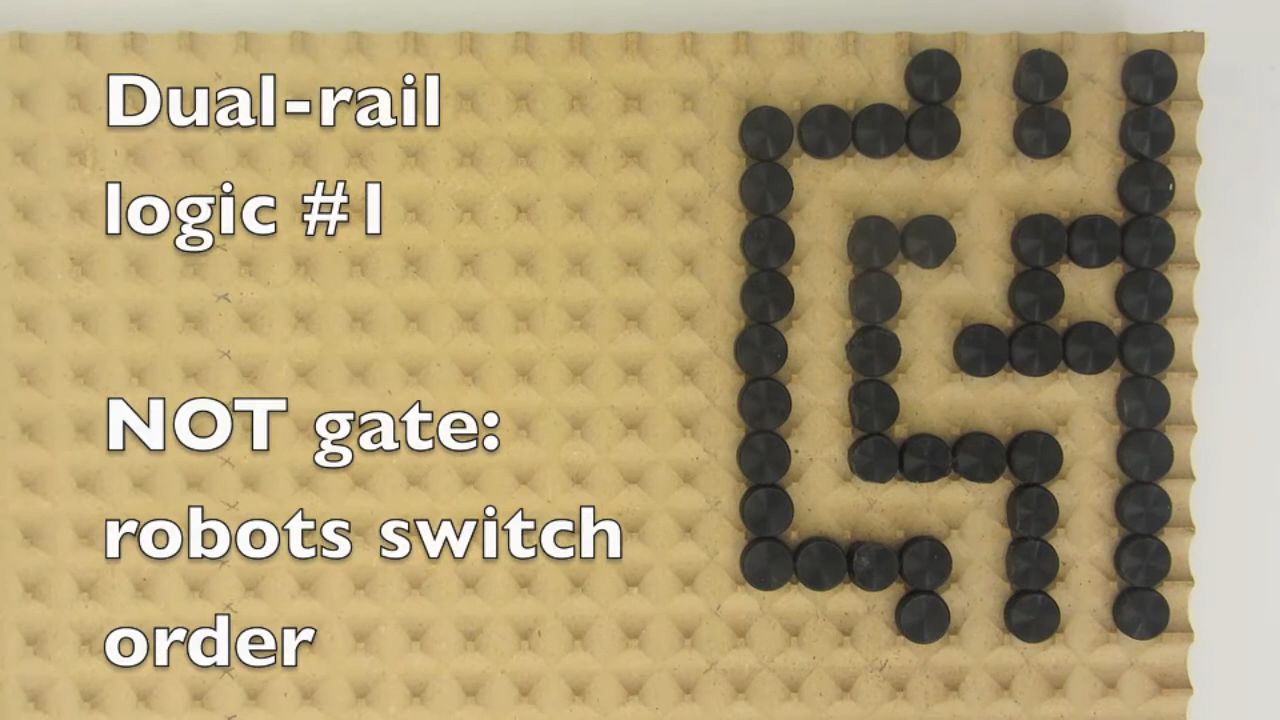 Dual-rail
logic #1
NOT gate:
robots switch
order